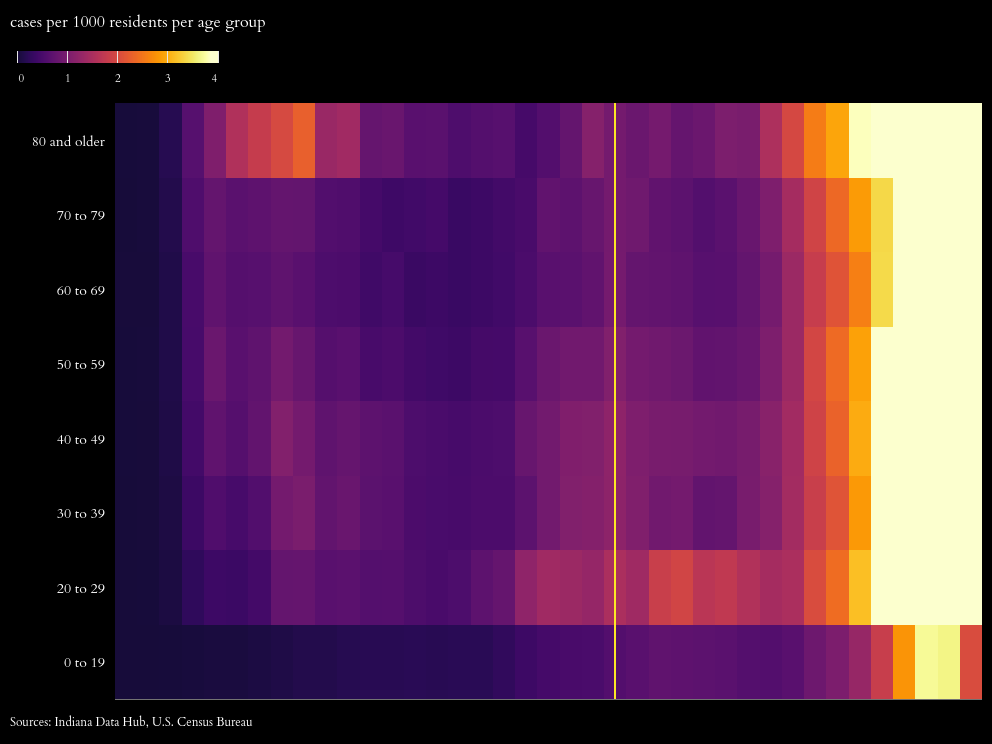 cases per 1000 residents per age group
0 1 2 3 4
80 and older
70 to 79
60 to 69
50 to 59
40 to 49
30 to 39
20 to 29
0 to 19
Sources: Indiana Data Hub, U.S. Census Bureau